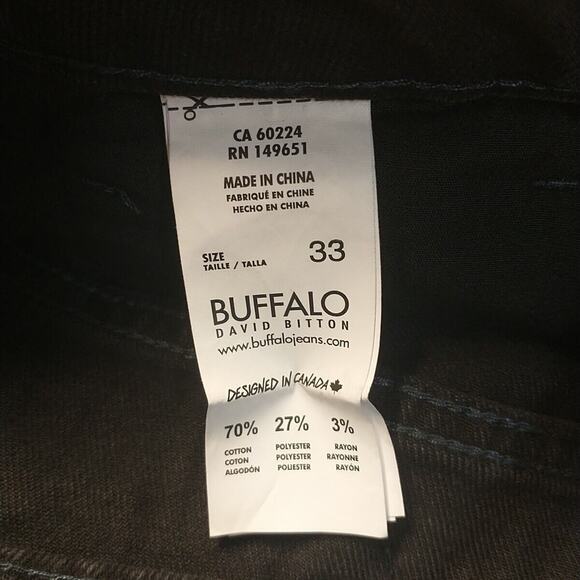 CA 60224
RN 149651
MADE IN CHINA
FABRIQUÉ EN CHINE
HECHO EN CHINA
SIZE 33
TAILLE / TALLA
BUFFALO
DAVID BITTON
www.buffalojeans.com
DESIGNED IN CANADA
70% 27% 3%
COTTON POLYESTER RAYON
COTON POLYESTER RAYONNE
ALGODÓN POLIESTER RAYÓN